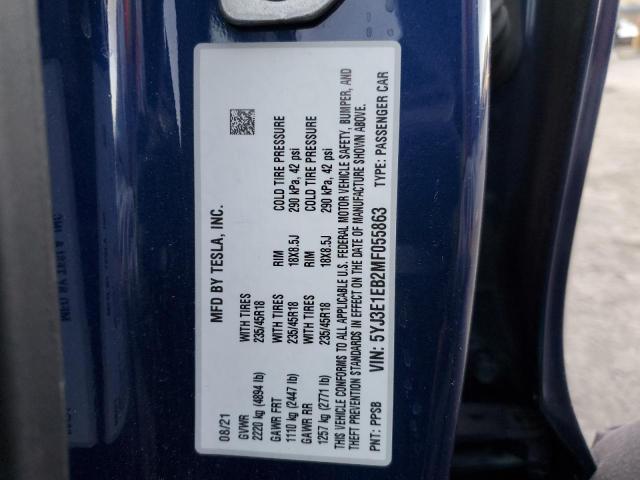 MFD BY TESLA, INC.
08/21
GVWR WITH TIRES RIM COLD TIRE PRESSURE
2220 kg (4894 lb) 235/45R18 18X8.5J 290 kPa, 42 psi
GAWR FRT WITH TIRES RIM COLD TIRE PRESSURE
1110 kg (2447 lb) 235/45R18 18X8.5J 290 kPa, 42 psi
GAWR RR
1257 kg (2771 lb) 235/45R18
THIS VEHICLE CONFORMS TO ALL APPLICABLE U.S. FEDERAL MOTOR VEHICLE SAFETY, BUMPER, AND
THEFT PREVENTION STANDARDS IN EFFECT ON THE DATE OF MANUFACTURE SHOWN ABOVE.
VIN: 5YJ3E1EB2MF055863
PNT: PPSB TYPE: PASSENGER CAR